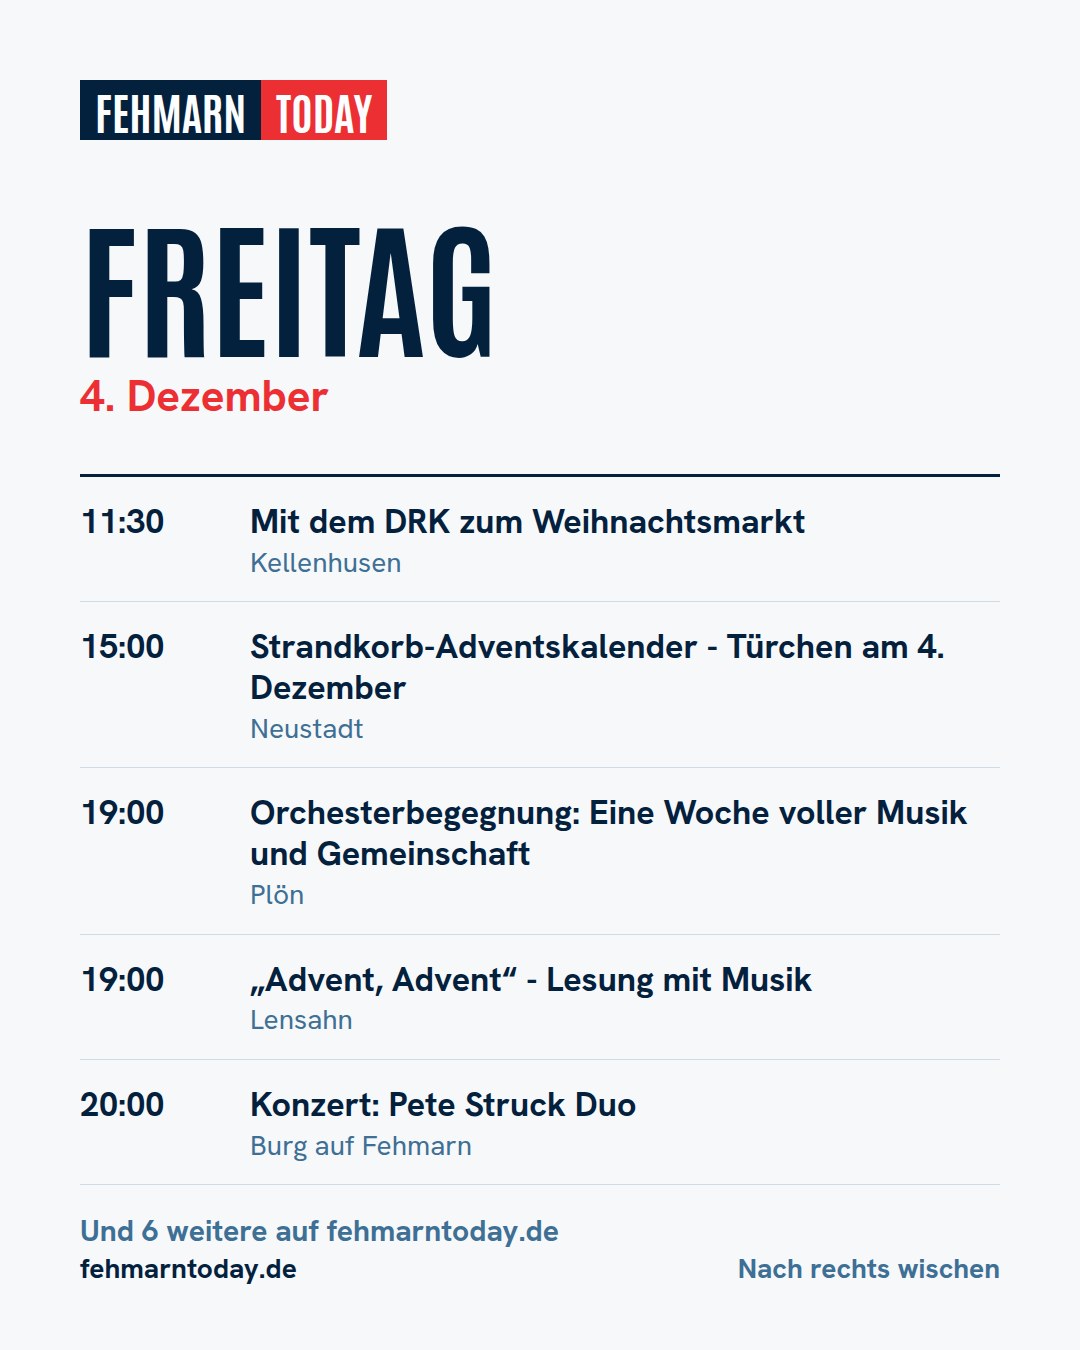 FEHMARN TODAY
FREITAG
4. Dezember
11:30 Mit dem DRK zum Weihnachtsmarkt
Kellenhusen
15:00 Strandkorb-Adventskalender - Türchen am 4.
Dezember
Neustadt
19:00 Orchesterbegegnung: Eine Woche voller Musik
und Gemeinschaft
Plön
19:00 „Advent, Advent“ - Lesung mit Musik
Lensahn
20:00 Konzert: Pete Struck Duo
Burg auf Fehmarn
Und 6 weitere auf fehmarntoday.de
fehmarntoday.de Nach rechts wischen